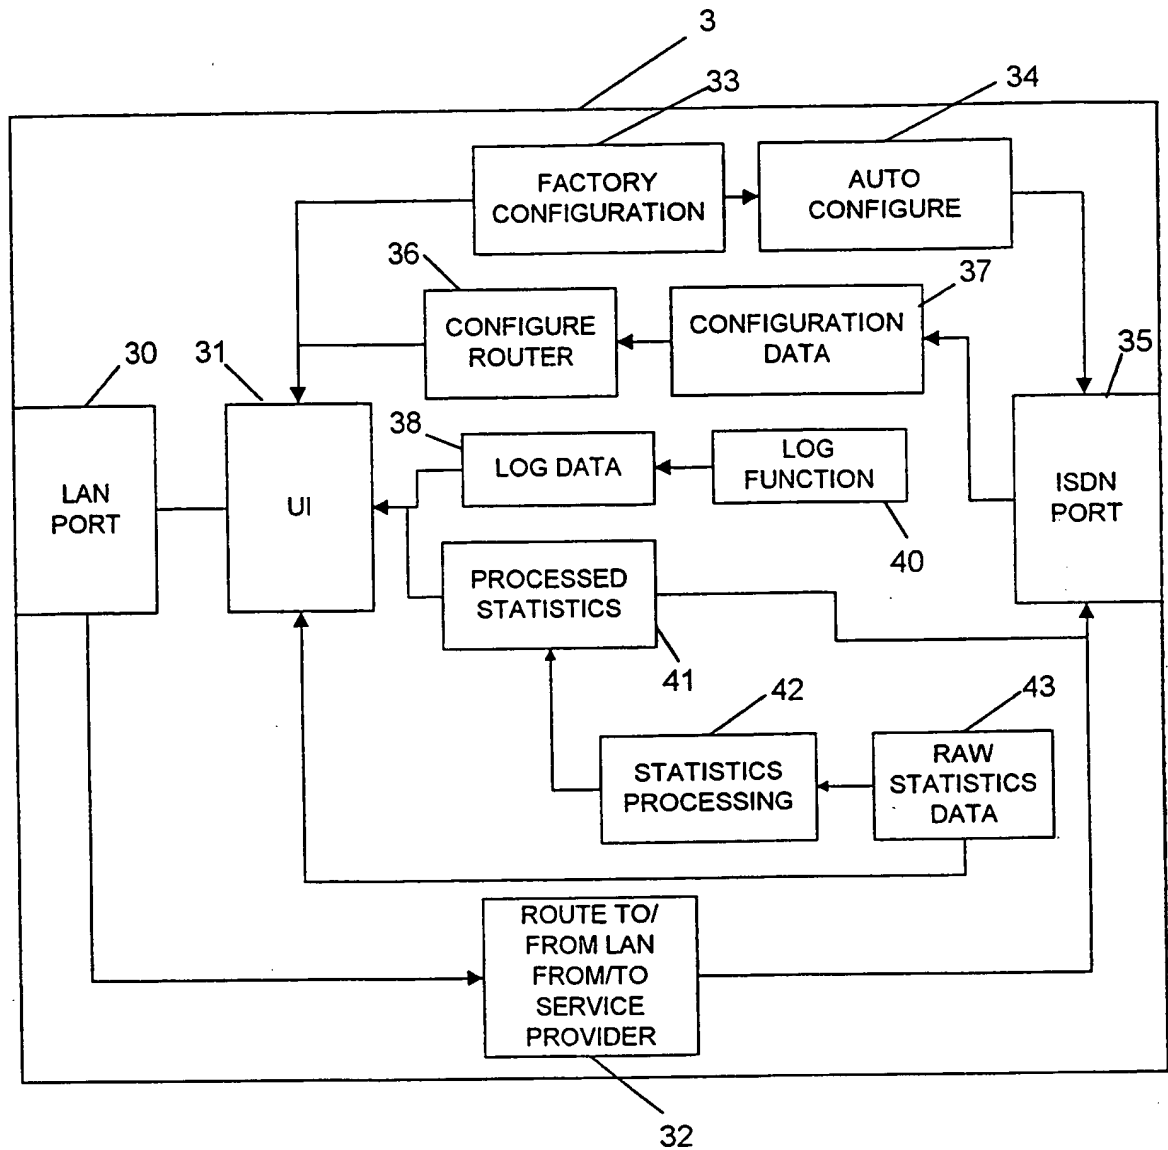 3
33
34
FACTORY
CONFIGURATION
AUTO
CONFIGURE
36
37
CONFIGURE
ROUTER
CONFIGURATION
DATA
30
31
35
38
LOG DATA
LOG
FUNCTION
LAN
PORT
UI
ISDN
PORT
40
PROCESSED
STATISTICS
41
42
43
STATISTICS
PROCESSING
RAW
STATISTICS
DATA
ROUTE TO/
FROM LAN
FROM/TO
SERVICE
PROVIDER
32